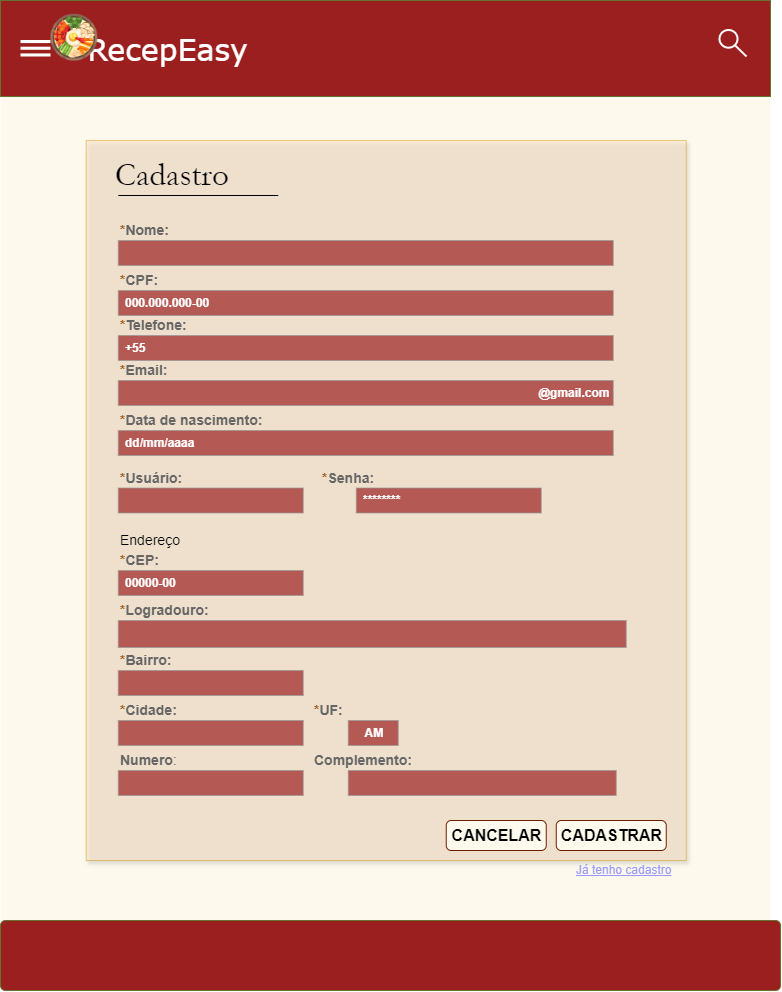 RecepEasy
Cadastro
*Nome:
*CPF:
000.000.000-00
*Telefone:
+55
*Email:
@gmail.com
*Data de nascimento:
dd/mm/aaaa
*Usuário: *Senha:
********
Endereço
*CEP:
00000-00
*Logradouro:
*Bairro:
*Cidade: *UF:
AM
Numero: Complemento:
CANCELAR CADASTRAR
Já tenho cadastro